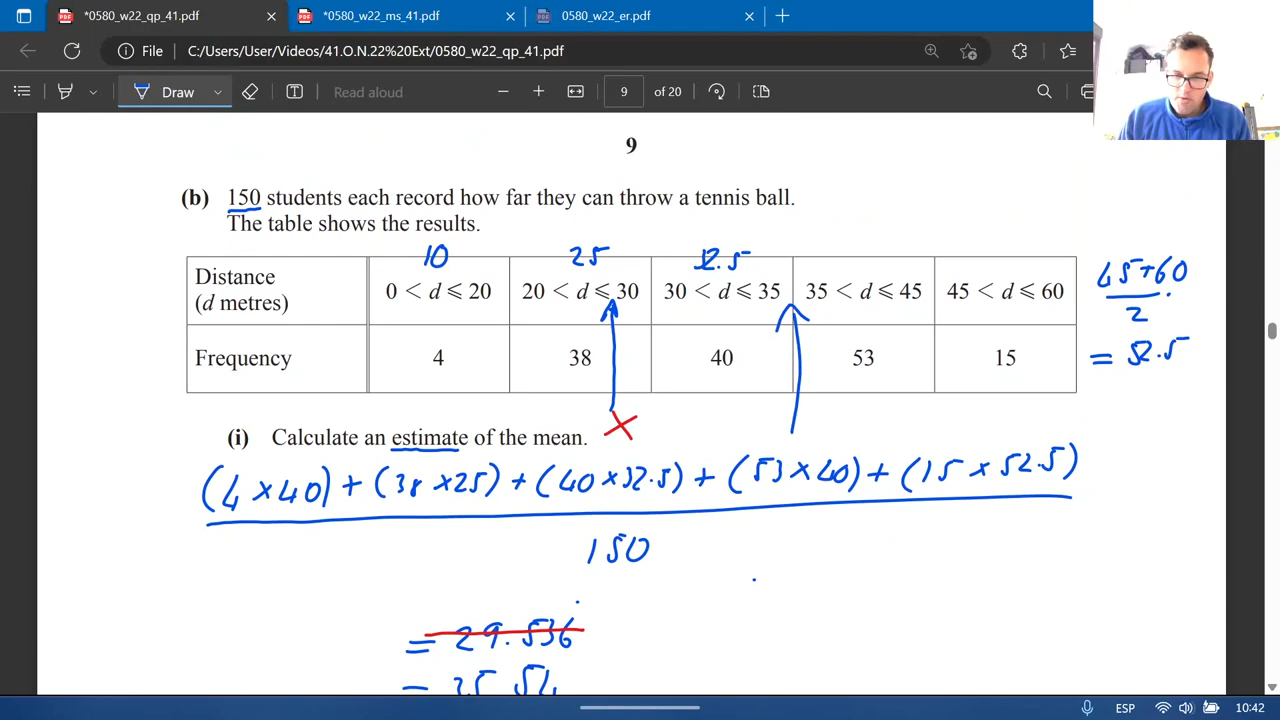 0580_w22_qp_41.pdf
*0580_w22_ms_41.pdf
0580_w22_er.pdf
File C:/Users/User/Videos/41.O.N.22%20Ext/0580_w22_qp_41.pdf
Draw Read aloud 9 of 20
9
(b) 150 students each record how far they can throw a tennis ball.
The table shows the results.
10 25 32.5
Distance (d metres) 0 < d ⩽ 20 20 < d ⩽ 30 30 < d ⩽ 35 35 < d ⩽ 45 45 < d ⩽ 60
Frequency 4 38 40 53 15
45+60
2
= 52.5
(i) Calculate an estimate of the mean.
(4 × 40) + (38 × 25) + (40 × 32.5) + (53 × 40) + (15 × 52.5)
150
= 29.536
= 35.54
ESP 10:42